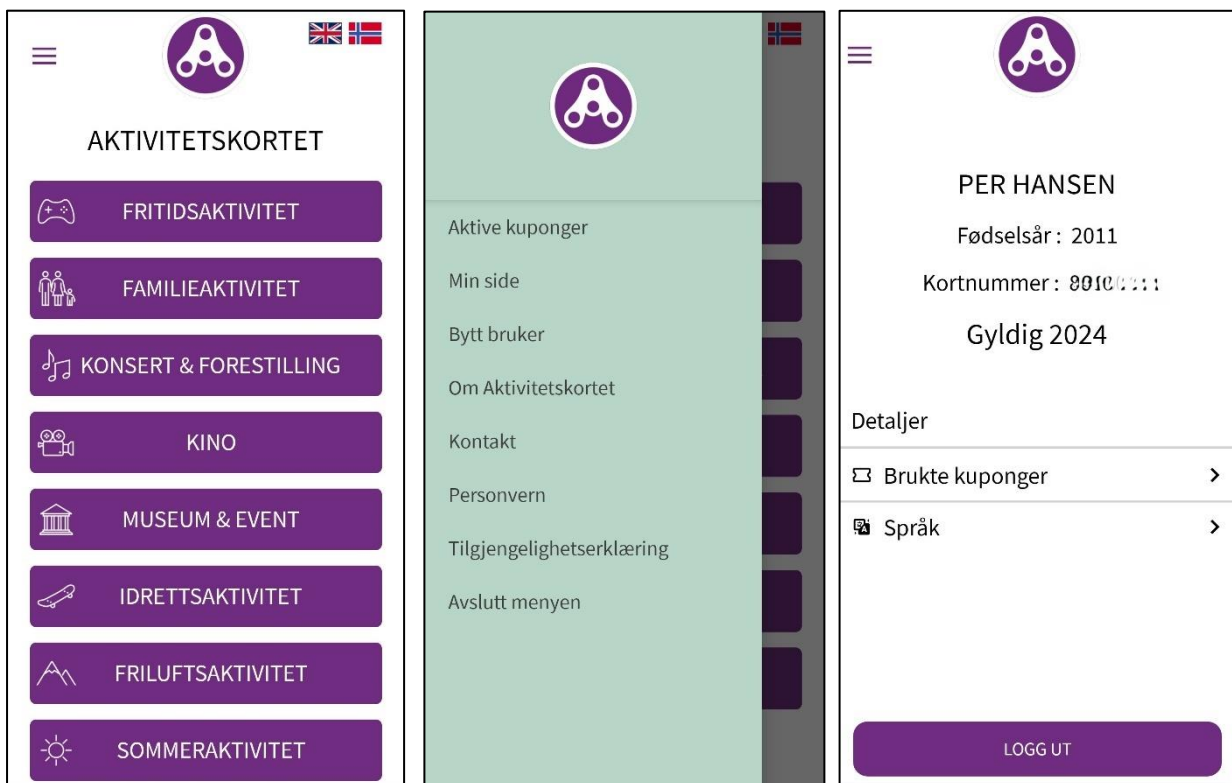 AKTIVITETSKORTET
FRITIDSAKTIVITET
FAMILIEAKTIVITET
KONSERT & FORESTILLING
KINO
MUSEUM & EVENT
IDRETTSAKTIVITET
FRILUFTSAKTIVITET
SOMMERAKTIVITET
Aktive kuponger
Min side
Bytt bruker
Om Aktivitetskortet
Kontakt
Personvern
Tilgjengelighetserklæring
Avslutt menyen
PER HANSEN
Fødselsår : 2011
Kortnummer :
Gyldig 2024
Detaljer
Brukte kuponger
Språk
LOGG UT